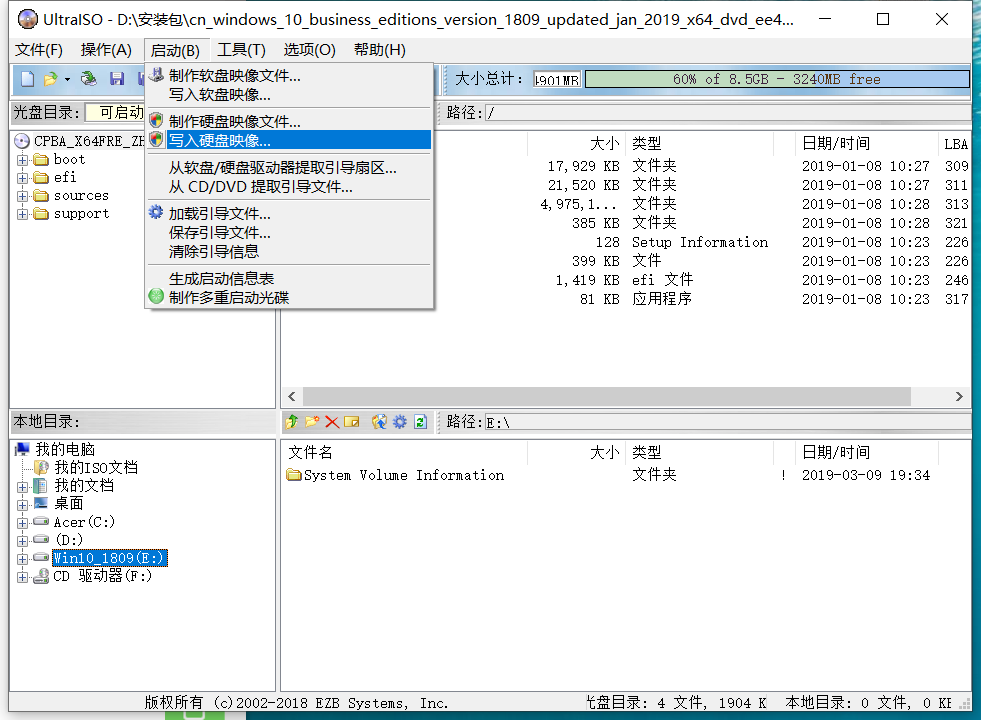 UltraISO - D:\安装包\cn_windows_10_business_editions_version_1809_updated_jan_2019_x64_dvd_ee4...
文件(F) 操作(A) 启动(B) 工具(T) 选项(O) 帮助(H)
大小总计: 4901MB 60% of 8.5GB - 3240MB free
光盘目录: 可启动 路径: /
制作软盘映像文件...
写入软盘映像...
制作硬盘映像文件...
写入硬盘映像...
从软盘/硬盘驱动器提取引导扇区...
从 CD/DVD 提取引导文件...
加载引导文件...
保存引导文件...
清除引导信息
生成启动信息表
制作多重启动光碟
CPBA_X64FRE_ZH
boot
efi
sources
support
大小 类型 日期/时间 LBA
17,929 KB 文件夹 2019-01-08 10:27 309
21,520 KB 文件夹 2019-01-08 10:27 311
4,975,1... 文件夹 2019-01-08 10:28 313
385 KB 文件夹 2019-01-08 10:28 321
128 Setup Information 2019-01-08 10:23 226
399 KB 文件 2019-01-08 10:23 226
1,419 KB efi 文件 2019-01-08 10:23 246
81 KB 应用程序 2019-01-08 10:23 317
本地目录: 路径: E:\
我的电脑
我的ISO文档
我的文档
桌面
Acer(C:)
(D:)
Win10_1809(E:)
CD 驱动器(F:)
文件名 大小 类型 日期/时间
System Volume Information 文件夹 ! 2019-03-09 19:34
版权所有 (c)2002-2018 EZB Systems, Inc. 光盘目录: 4 文件, 1904 K 本地目录: 0 文件, 0 KB